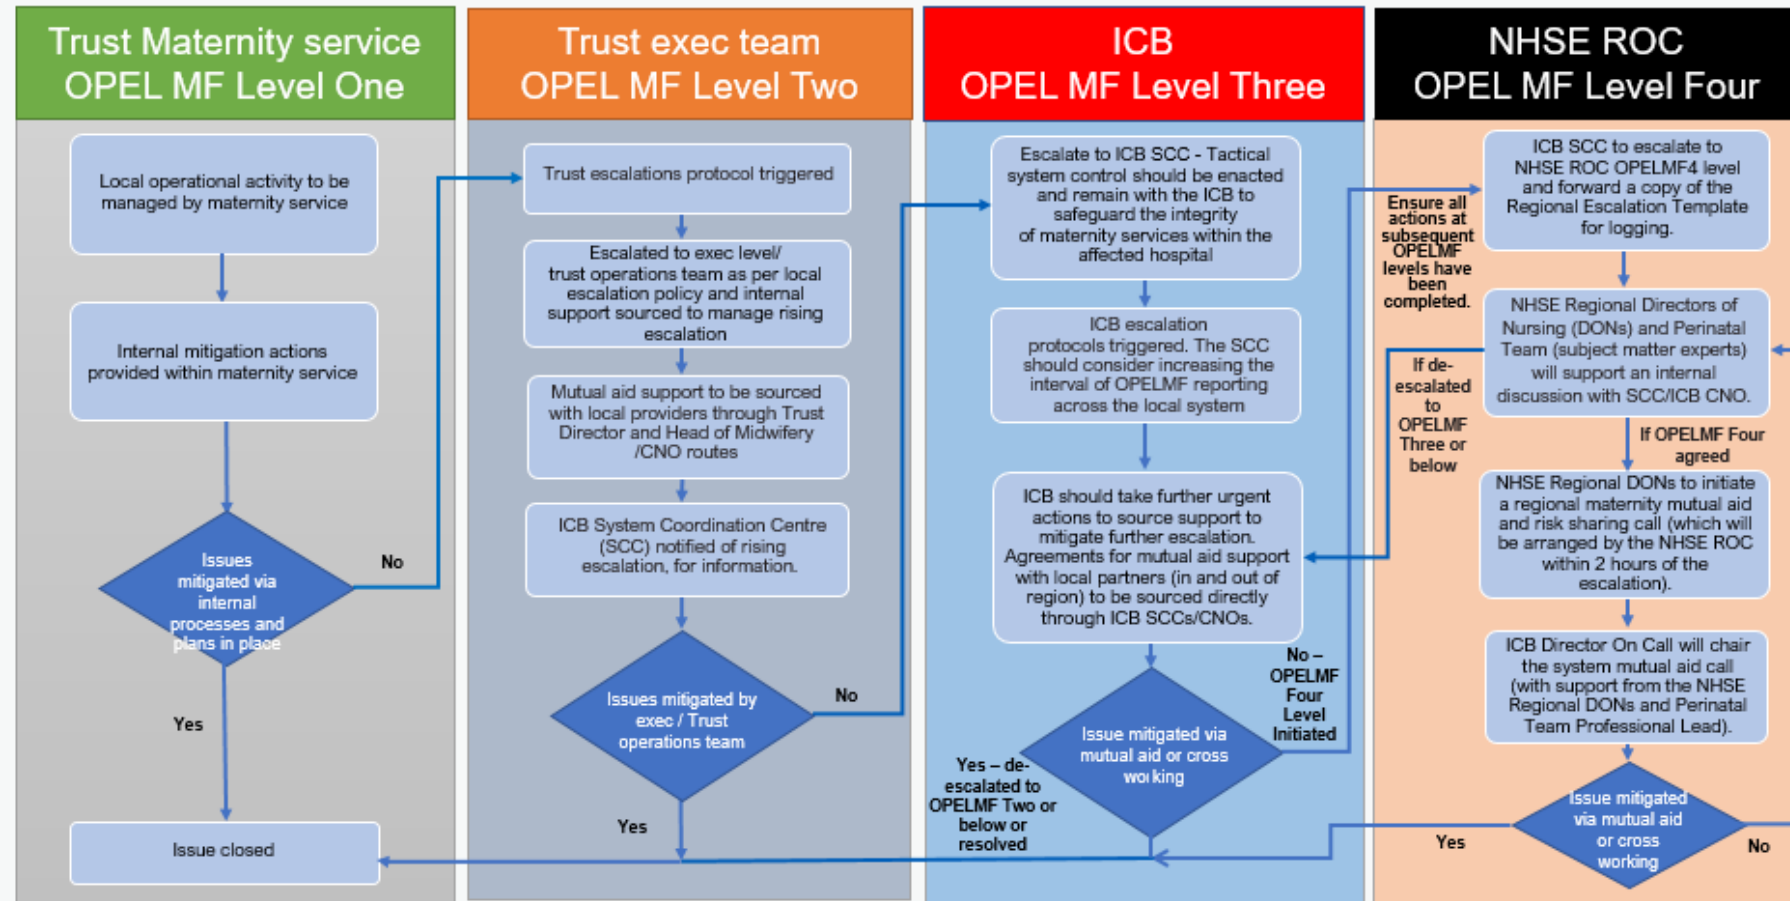 Trust Maternity service
OPEL MF Level One
Local operational activity to be
managed by maternity service
Internal mitigation actions
provided within maternity service
Issues
mitigated via
internal
processes and
plans in place
No
Yes
Issue closed
Trust exec team
OPEL MF Level Two
Trust escalations protocol triggered
Escalated to exec level/
trust operations team as per local
escalation policy and internal
support sourced to manage rising
escalation
Mutual aid support to be sourced
with local providers through Trust
Director and Head of Midwifery
/CNO routes
ICB System Coordination Centre
(SCC) notified of rising
escalation, for information.
Issues mitigated by
exec / Trust
operations team
No
Yes
ICB
OPEL MF Level Three
Escalate to ICB SCC - Tactical
system control should be enacted
and remain with the ICB to
safeguard the integrity
of maternity services within the
affected hospital
ICB escalation
protocols triggered. The SCC
should consider increasing the
interval of OPELMF reporting
across the local system
ICB should take further urgent
actions to source support to
mitigate further escalation.
Agreements for mutual aid support
with local partners (in and out of
region) to be sourced directly
through ICB SCCs/CNOs.
Issue mitigated via
mutual aid or cross
working
No –
OPELMF
Four
Level
Initiated
Yes – de-
escalated to
OPELMF Two or
below or
resolved
NHSE ROC
OPEL MF Level Four
Ensure all
actions at
subsequent
OPELMF
levels have
been
completed.
ICB SCC to escalate to
NHSE ROC OPELMF4 level
and forward a copy of the
Regional Escalation Template
for logging.
NHSE Regional Directors of
Nursing (DONs) and Perinatal
Team (subject matter experts)
will support an internal
discussion with SCC/ICB CNO.
If de-
escalated
to
OPELMF
Three or
below
If OPELMF Four
agreed
NHSE Regional DONs to initiate
a regional maternity mutual aid
and risk sharing call (which will
be arranged by the NHSE ROC
within 2 hours of the
escalation).
ICB Director On Call will chair
the system mutual aid call
(with support from the NHSE
Regional DONs and Perinatal
Team Professional Lead).
Issue mitigated
via mutual aid
or cross
working
Yes
No